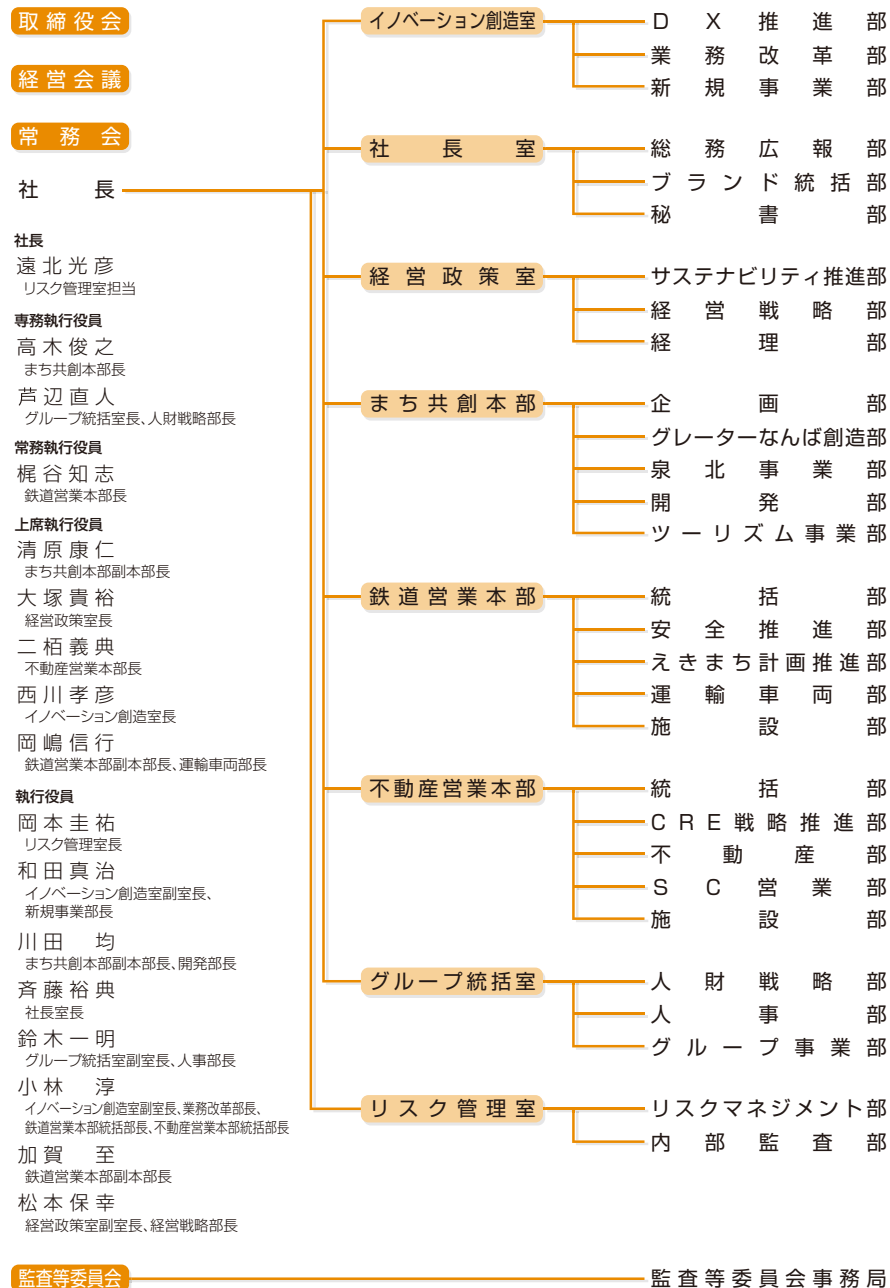 取締役会
経営会議
常務会
社長
社長
遠北光彦
リスク管理室担当
専務執行役員
高木俊之
まち共創本部長
芦辺直人
グループ統括室長、人財戦略部長
常務執行役員
梶谷知志
鉄道営業本部長
上席執行役員
清原康仁
まち共創本部副本部長
大塚貴裕
経営政策室長
二栢義典
不動産営業本部長
西川孝彦
イノベーション創造室長
岡嶋信行
鉄道営業本部副本部長、運輸車両部長
執行役員
岡本圭祐
リスク管理室長
和田真治
イノベーション創造室副室長、
新規事業部長
川田 均
まち共創本部副本部長、開発部長
斉藤裕典
社長室長
鈴木一明
グループ統括室副室長、人事部長
小林 淳
イノベーション創造室副室長、業務改革部長、
鉄道営業本部統括部長、不動産営業本部統括部長
加賀 至
鉄道営業本部副本部長
松本保幸
経営政策室副室長、経営戦略部長
監査等委員会
イノベーション創造室
DX推進部
業務改革部
新規事業部
社長室
総務広報部
ブランド統括部
秘書部
経営政策室
サステナビリティ推進部
経営戦略部
経理部
まち共創本部
企画部
グレーターなんば創造部
泉北事業部
開発部
ツーリズム事業部
鉄道営業本部
統括部
安全推進部
えきまち計画推進部
運輸車両部
施設部
不動産営業本部
統括部
CRE戦略推進部
不動産部
SC営業部
施設部
グループ統括室
人財戦略部
人事部
グループ事業部
リスク管理室
リスクマネジメント部
内部監査部
監査等委員会事務局